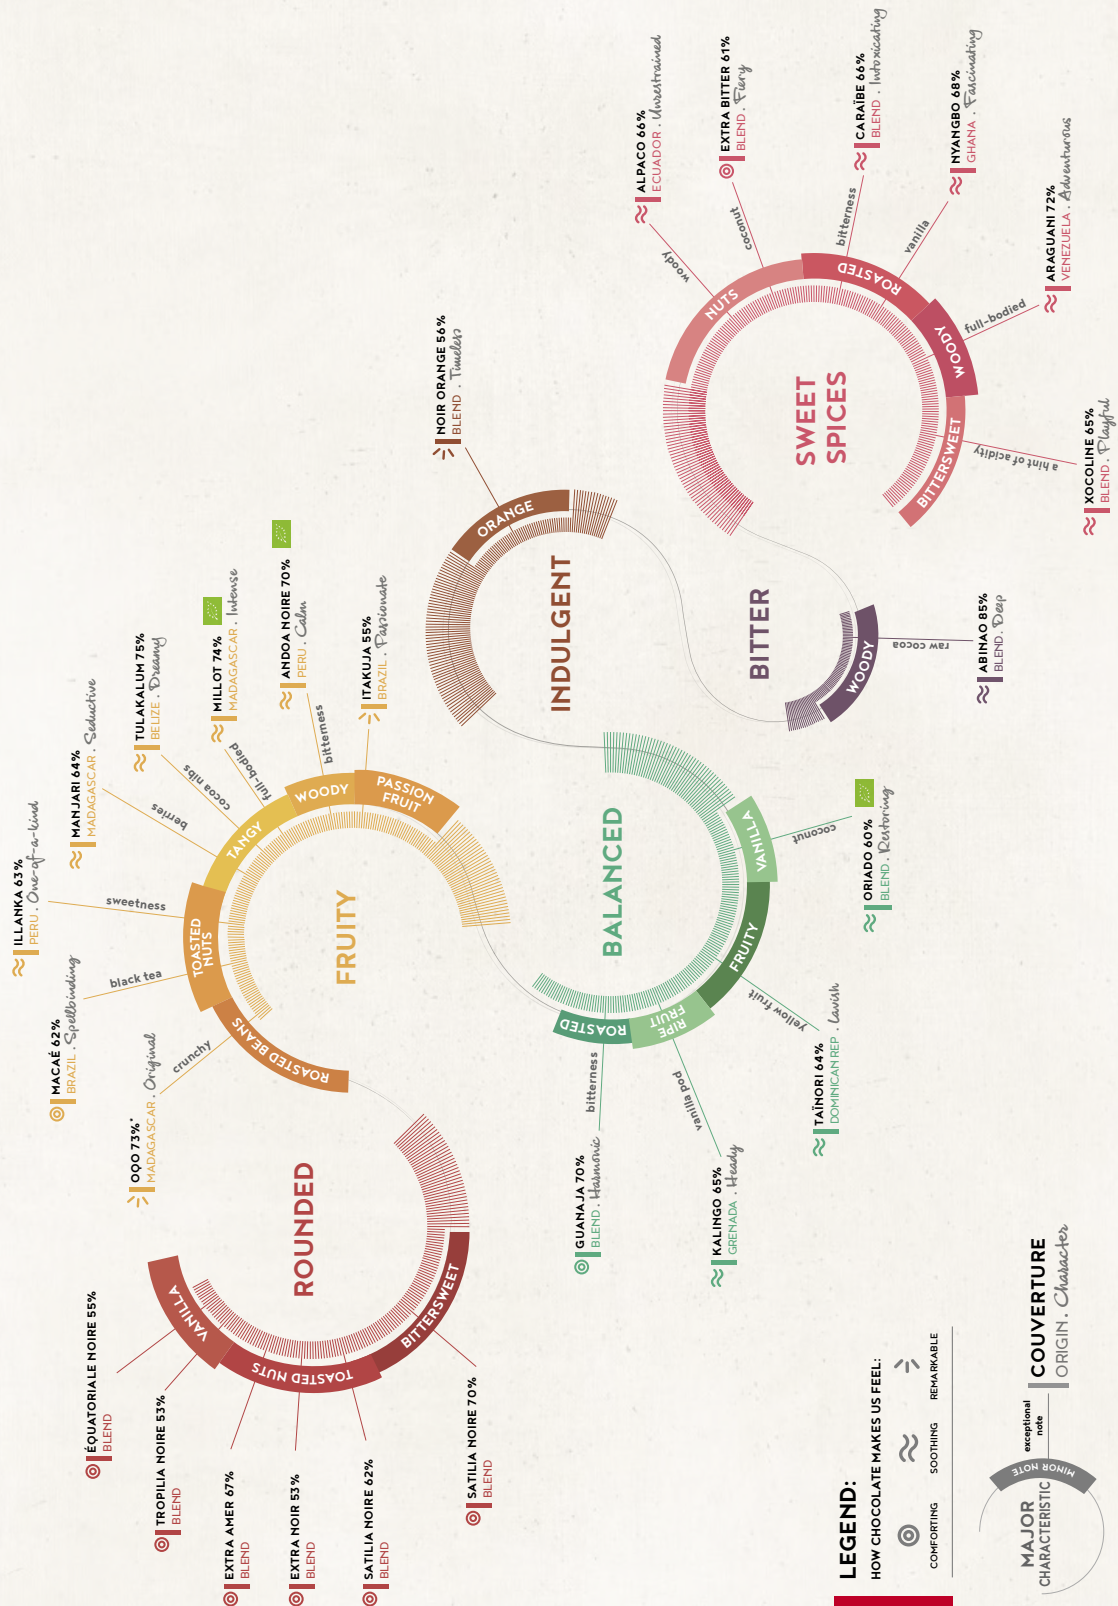 ÉQUATORIALE NOIRE 55%
BLEND
TROPILIA NOIRE 53%
BLEND
EXTRA AMER 67%
BLEND
EXTRA NOIR 53%
BLEND
SATILIA NOIRE 62%
BLEND
SATILIA NOIRE 70%
BLEND
VANILLA
TOASTED NUTS
BITTERSWEET
ROUNDED
OQO 73%*
MADAGASCAR . Original
crunchy
MACAÉ 62%
BRAZIL . Spellbinding
black tea
ILLANKA 63%
PERU . One-of-a-kind
sweetness
MANJARI 64%
MADAGASCAR . Seductive
berries
TULAKALUM 75%
BELIZE . Dreamy
cocoa nibs
MILLOT 74%
MADAGASCAR . Intense
full-bodied
ANDOA NOIRE 70%
PERU . Calm
bitterness
ITAKUJA 55%
BRAZIL . Passionate
ROASTED BEANS
TOASTED
NUTS
TANGY
WOODY
PASSION
FRUIT
FRUITY
GUANAJA 70%
BLEND . Harmonic
bitterness
KALINGO 65%
GRENADA . Heady
vanilla pod
TAÏNORI 64%
DOMINICAN REP . Lavish
yellow fruit
ORIADO 60%
BLEND . Restoring
coconut
ROASTED
RIPE
FRUIT
FRUITY
VANILLA
BALANCED
NOIR ORANGE 56%
BLEND . Timeless
ORANGE
INDULGENT
ABINAO 85%
BLEND . Deep
raw cocoa
WOODY
BITTER
ALPACO 66%
ECUADOR . Unrestrained
woody
EXTRA BITTER 61%
BLEND . Fiery
coconut
CARAÏBE 66%
BLEND . Intoxicating
bitterness
NYANGBO 68%
GHANA . Fascinating
vanilla
ARAGUANI 72%
VENEZUELA . Adventurous
full-bodied
XOCOLINE 65%
BLEND . Playful
a hint of acidity
NUTS
ROASTED
WOODY
BITTERSWEET
SWEET
SPICES
LEGEND:
HOW CHOCOLATE MAKES US FEEL:
COMFORTING
SOOTHING
REMARKABLE
MAJOR
CHARACTERISTIC
MINOR NOTE
exceptional
note
COUVERTURE
ORIGIN . Character